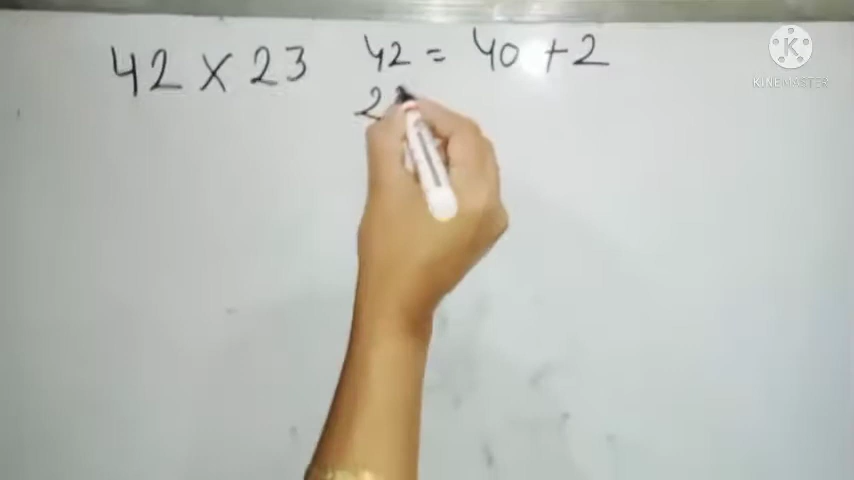 42 × 23
42 = 40 + 2
2
KINEMASTER